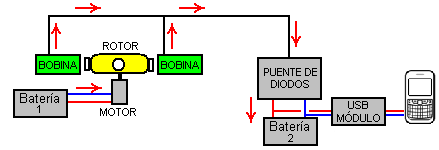 ROTOR
BOBINA
BOBINA
PUENTE DE
DIODOS
Batería
1
MOTOR
USB
MÓDULO
Batería
2